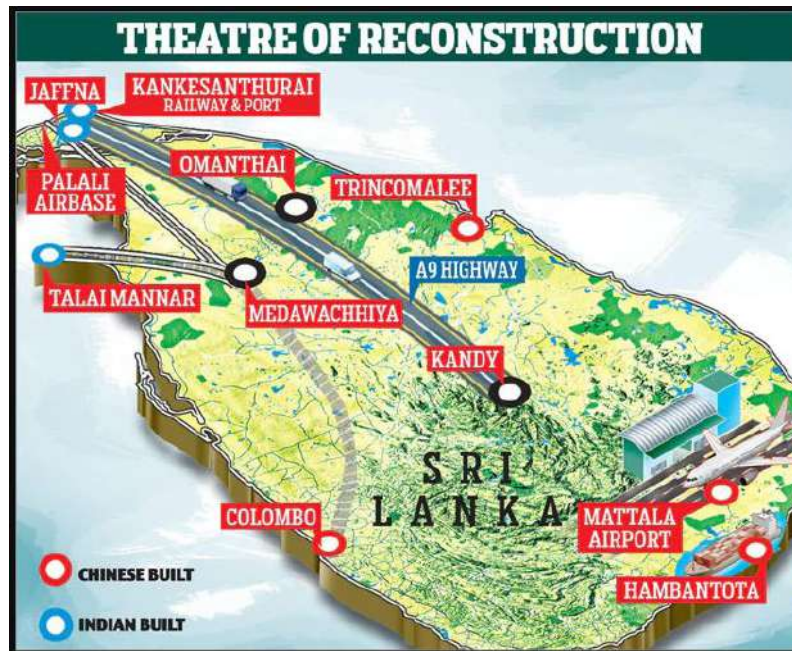 THEATRE OF RECONSTRUCTION
JAFFNA
KANKESANTHURAI
RAILWAY & PORT
PALALI
AIRBASE
OMANTHAI
TRINCOMALEE
A9 HIGHWAY
TALAI MANNAR
MEDAWACHHIYA
KANDY
SRI
LANKA
COLOMBO
MATTALA
AIRPORT
HAMBANTOTA
CHINESE BUILT
INDIAN BUILT